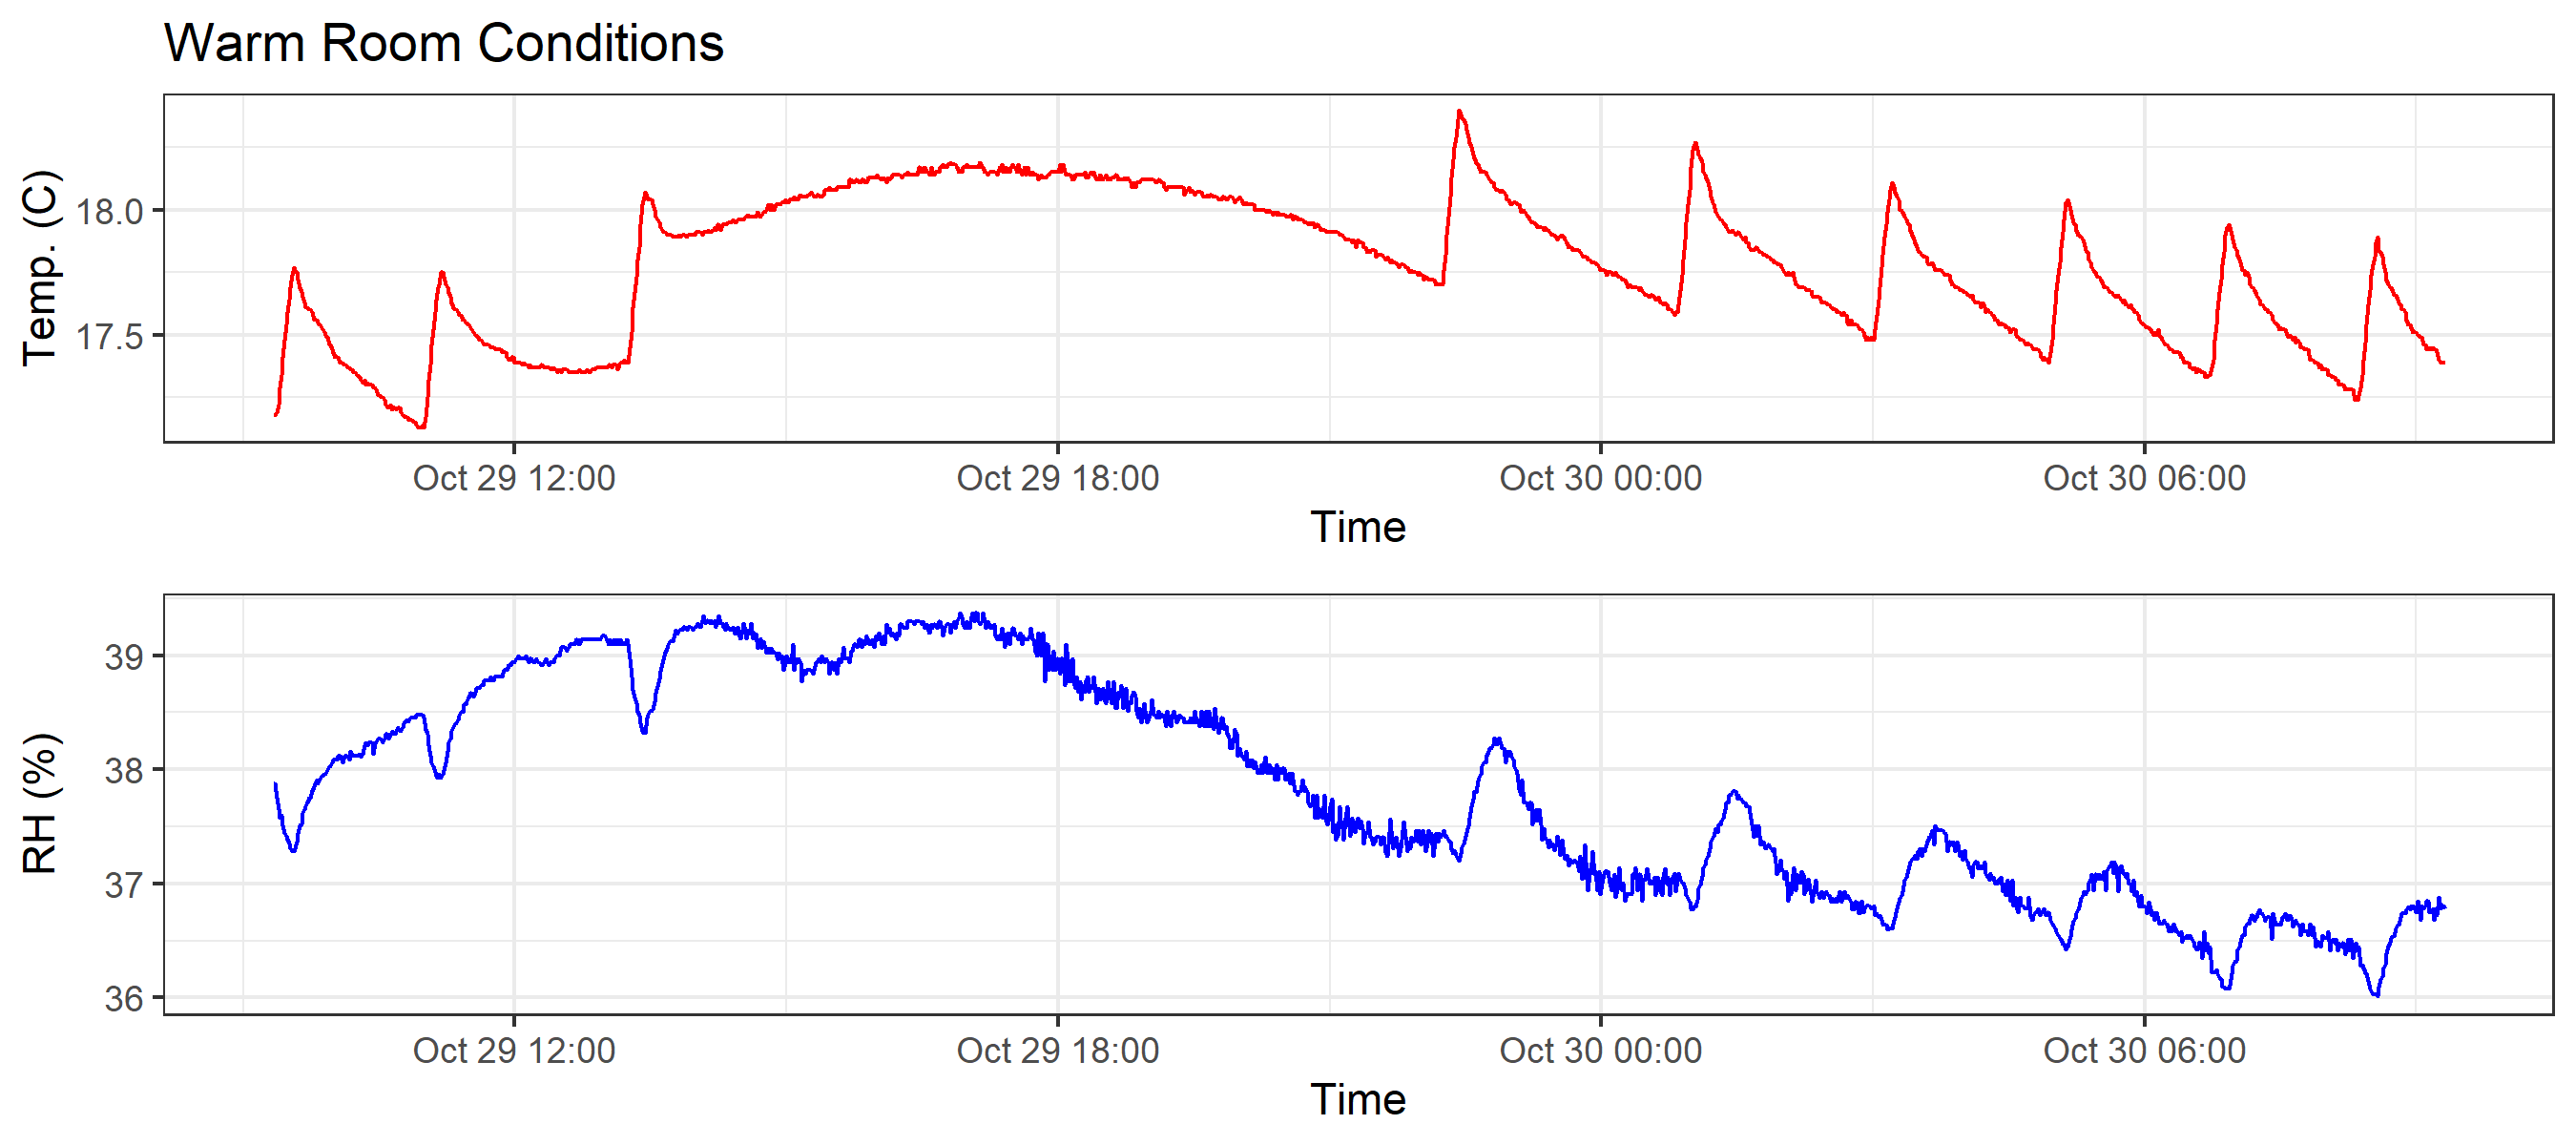 Warm Room Conditions
Temp. (C)
18.0
17.5
Oct 29 12:00 Oct 29 18:00 Oct 30 00:00 Oct 30 06:00
Time
RH (%)
39
38
37
36
Oct 29 12:00 Oct 29 18:00 Oct 30 00:00 Oct 30 06:00
Time